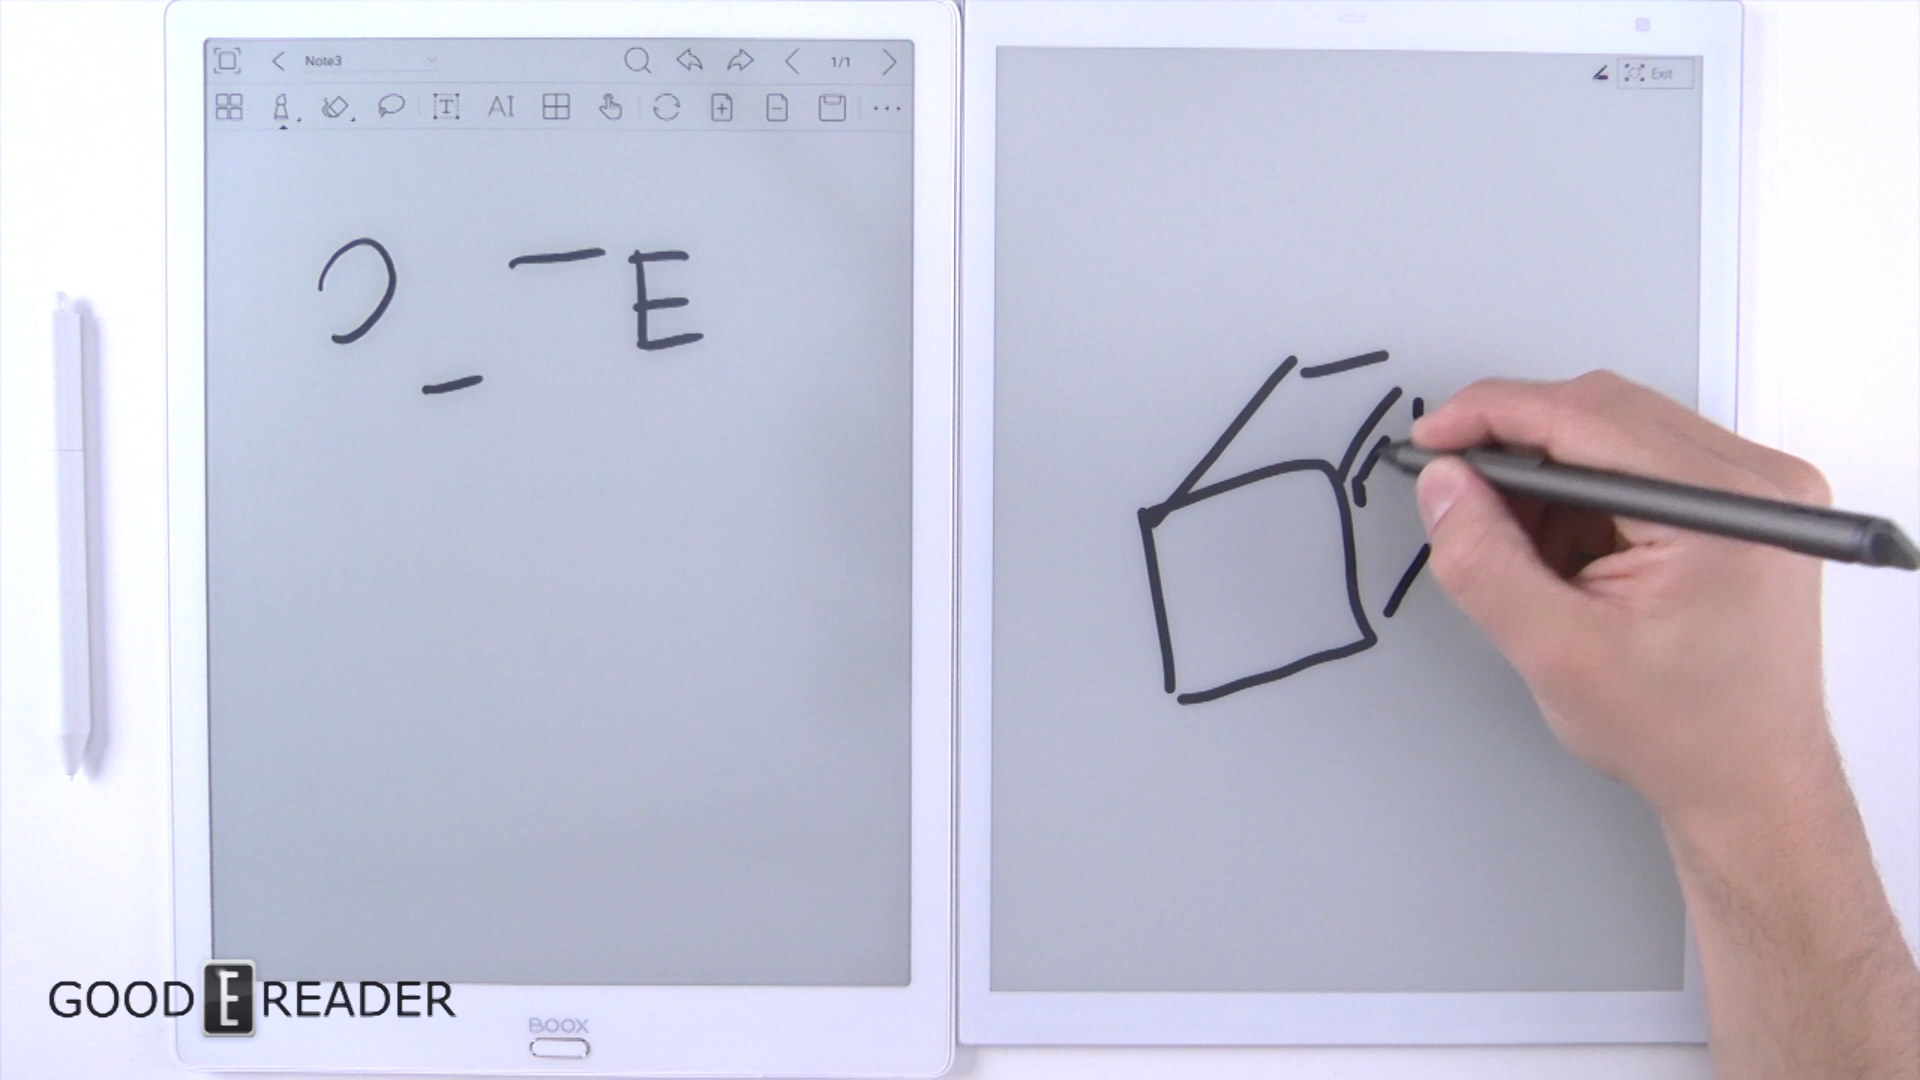 Note3
1/1
T AI
Exit
E
BOOX
GOOD E READER